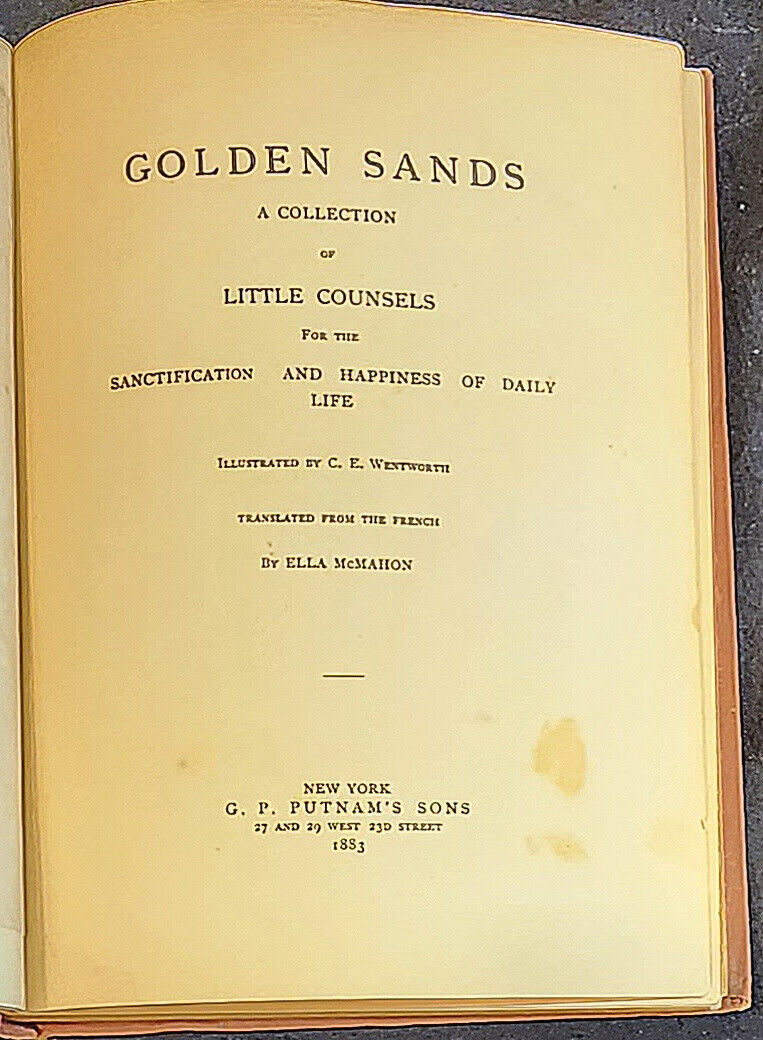 GOLDEN SANDS
A COLLECTION
OF
LITTLE COUNSELS
FOR THE
SANCTIFICATION AND HAPPINESS OF DAILY
LIFE
ILLUSTRATED BY C. E. WENTWORTH
TRANSLATED FROM THE FRENCH
BY ELLA McMAHON
NEW YORK
G. P. PUTNAM'S SONS
27 AND 29 WEST 23D STREET
1883